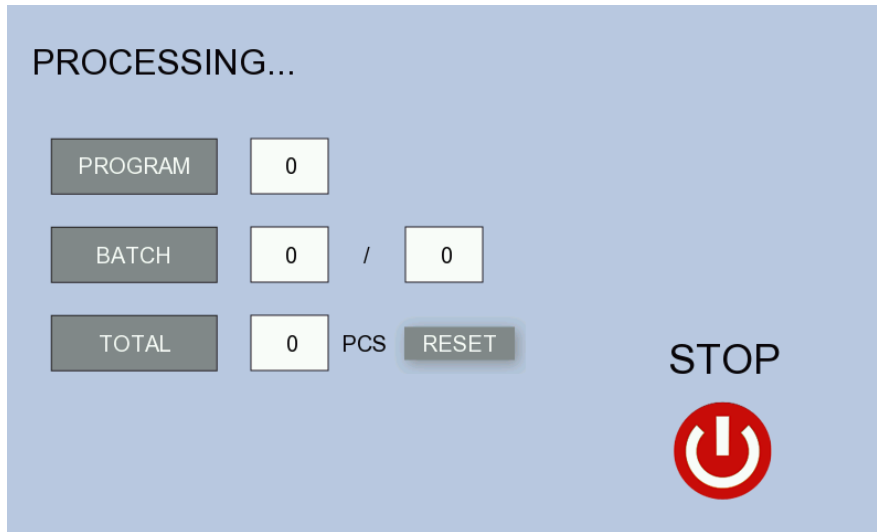 PROCESSING...
PROGRAM 0
BATCH 0 / 0
TOTAL 0 PCS RESET
STOP